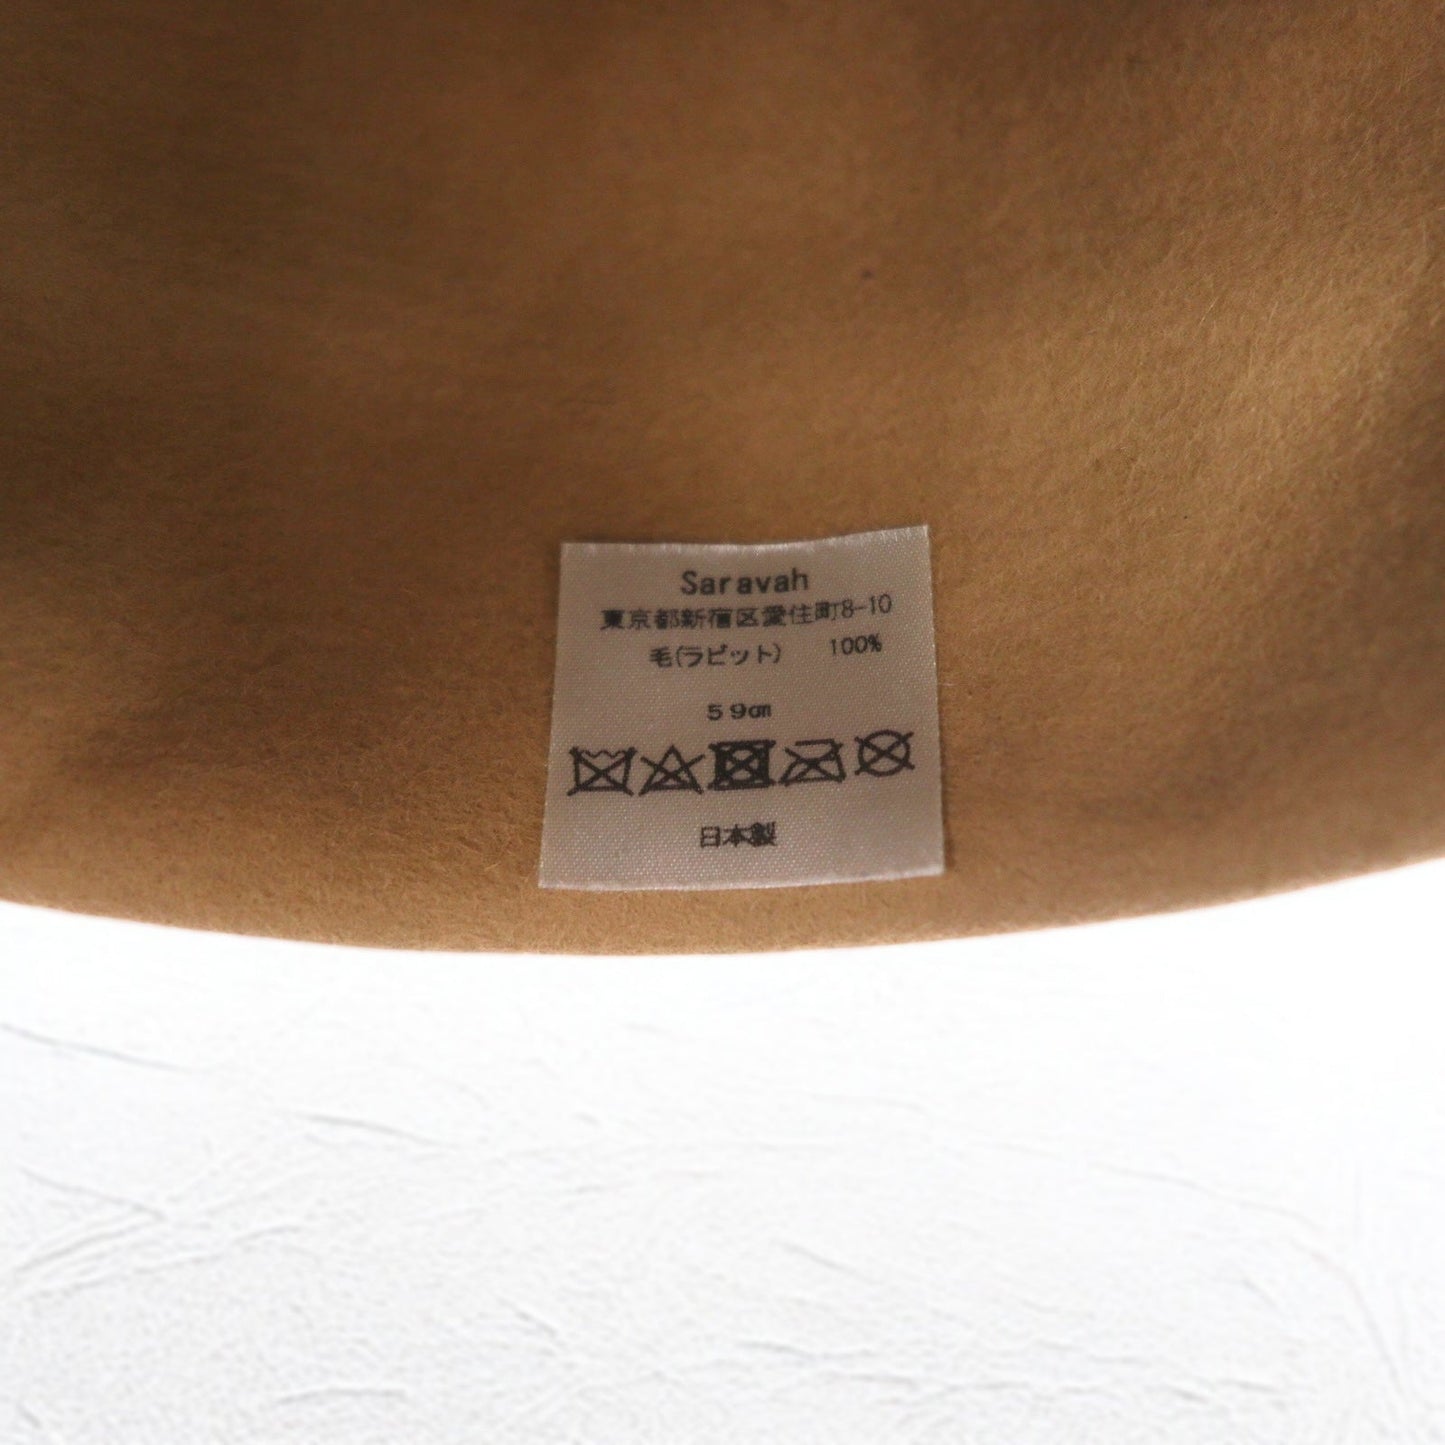 Saravah
東京都新宿区愛住町8-10
毛(ラビット) 100%
59㎝
日本製